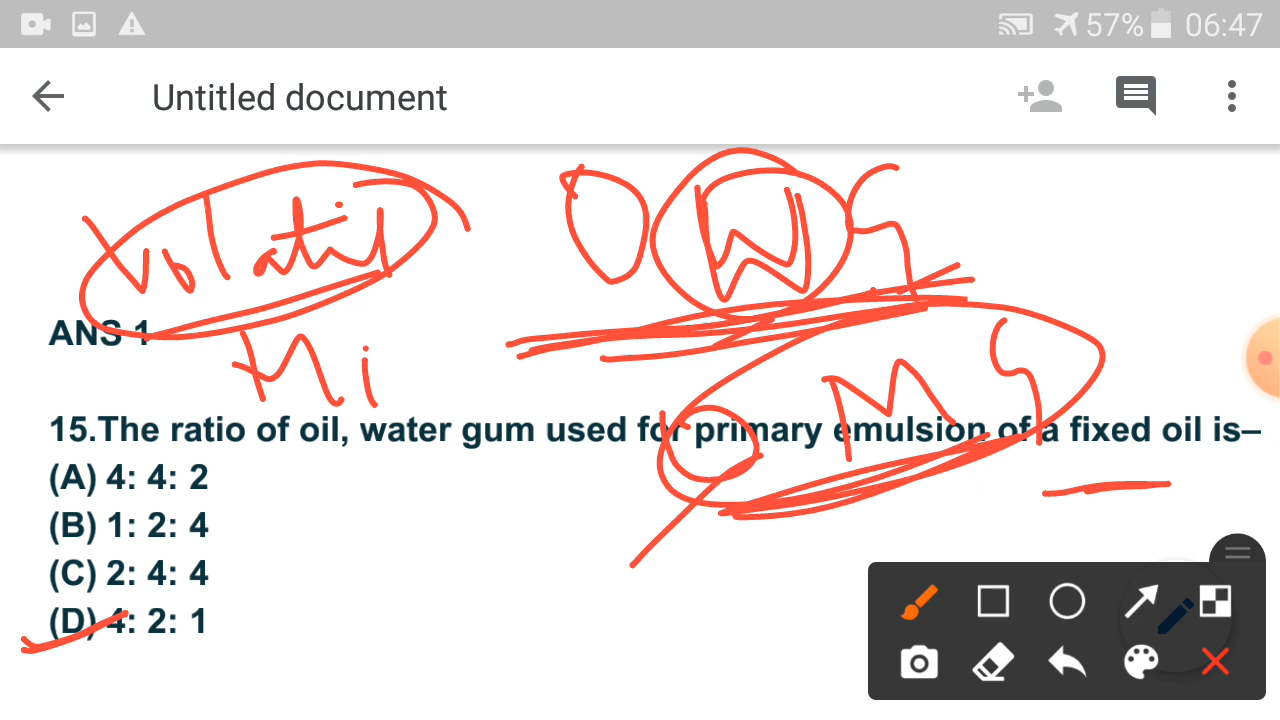 57% 06:47
Untitled document
Volatil O W G
ANS 1
Mi O M G
15.The ratio of oil, water gum used for primary emulsion of a fixed oil is–
(A) 4: 4: 2
(B) 1: 2: 4
(C) 2: 4: 4
(D) 4: 2: 1